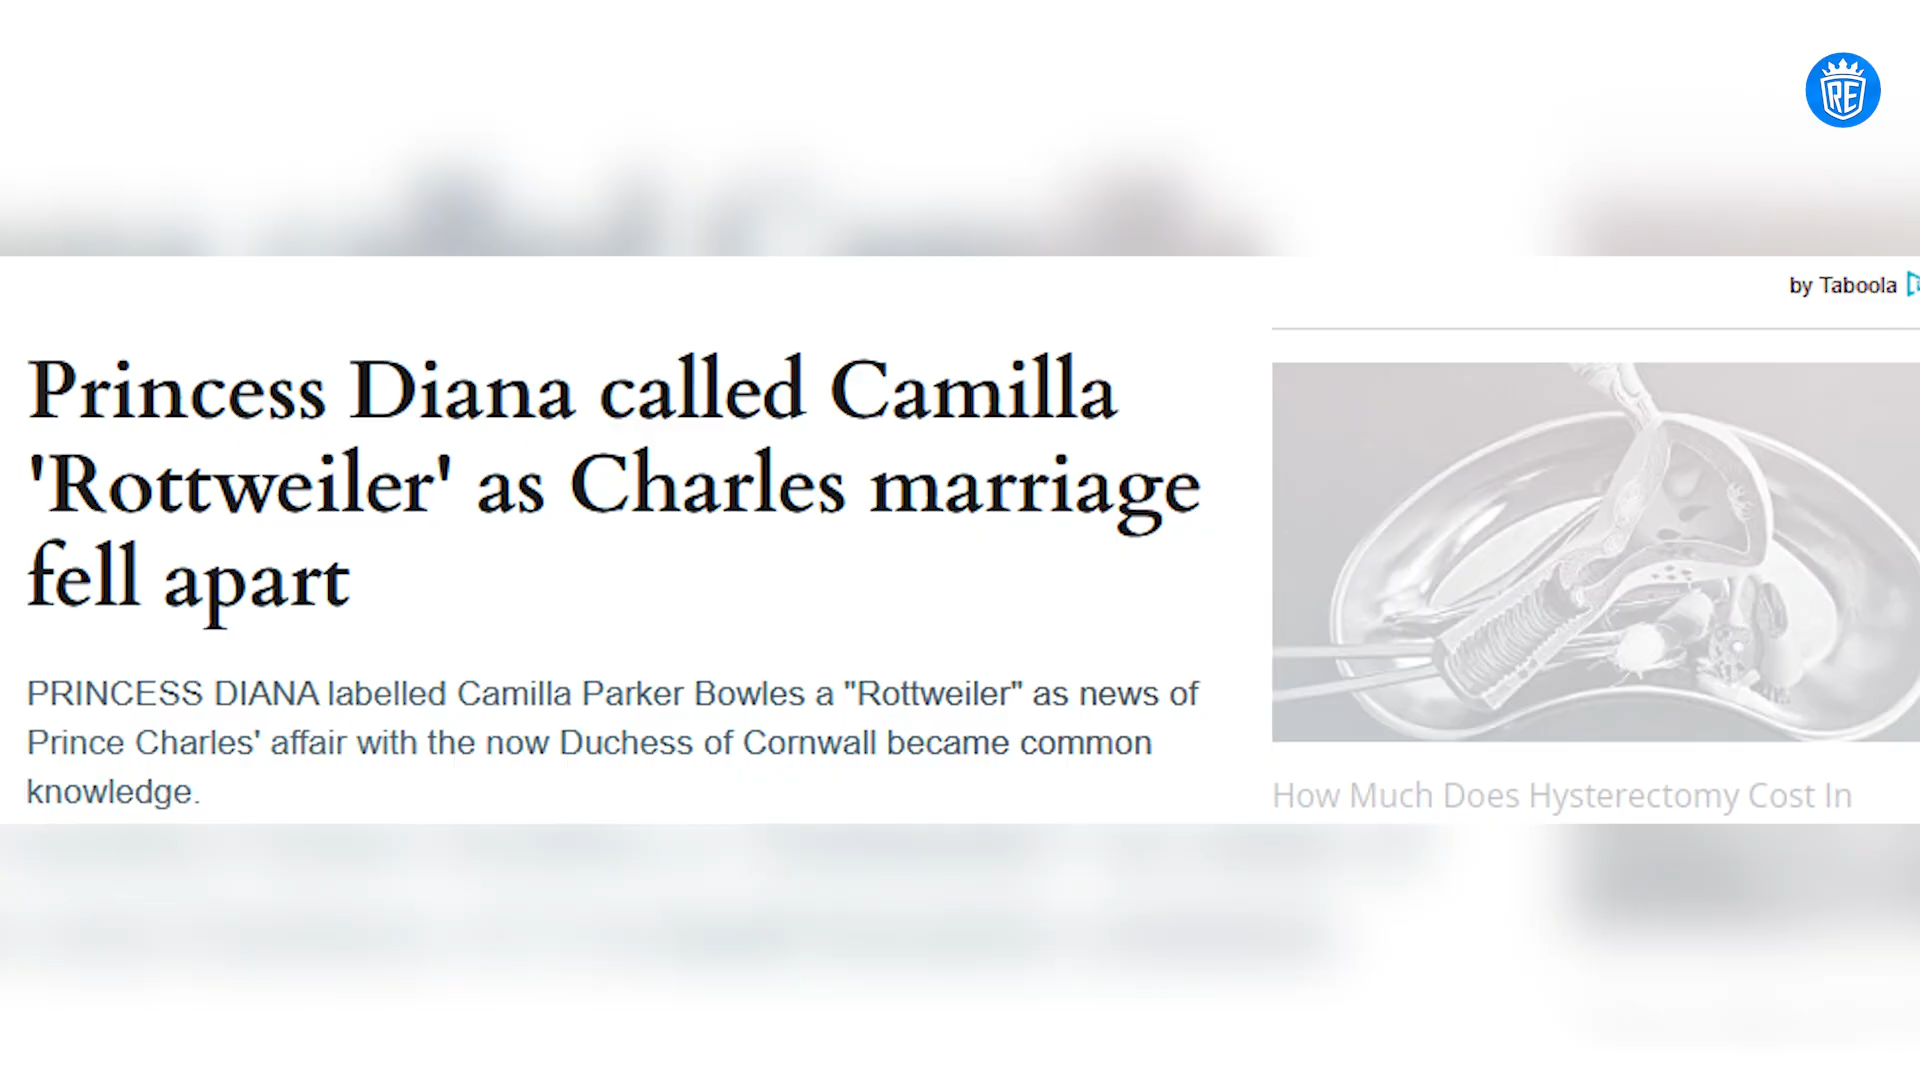 RE
by Taboola
Princess Diana called Camilla
'Rottweiler' as Charles marriage
fell apart
PRINCESS DIANA labelled Camilla Parker Bowles a "Rottweiler" as news of
Prince Charles' affair with the now Duchess of Cornwall became common
knowledge.
How Much Does Hysterectomy Cost In